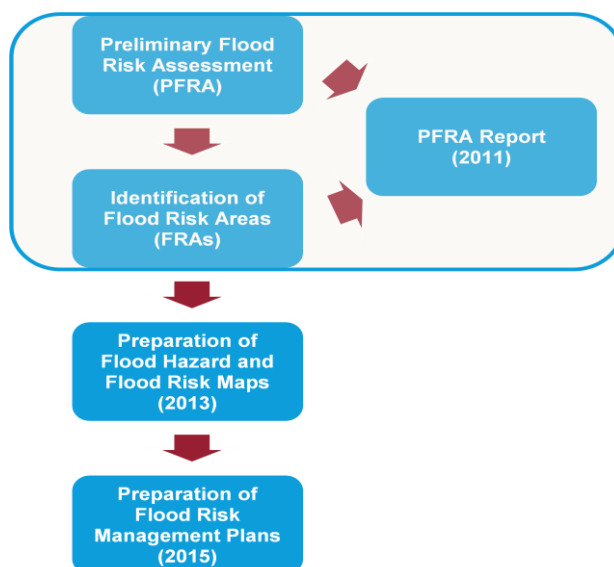 Preliminary Flood
Risk Assessment
(PFRA)
PFRA Report
(2011)
Identification of
Flood Risk Areas
(FRAs)
Preparation of
Flood Hazard and
Flood Risk Maps
(2013)
Preparation of
Flood Risk
Management Plans
(2015)